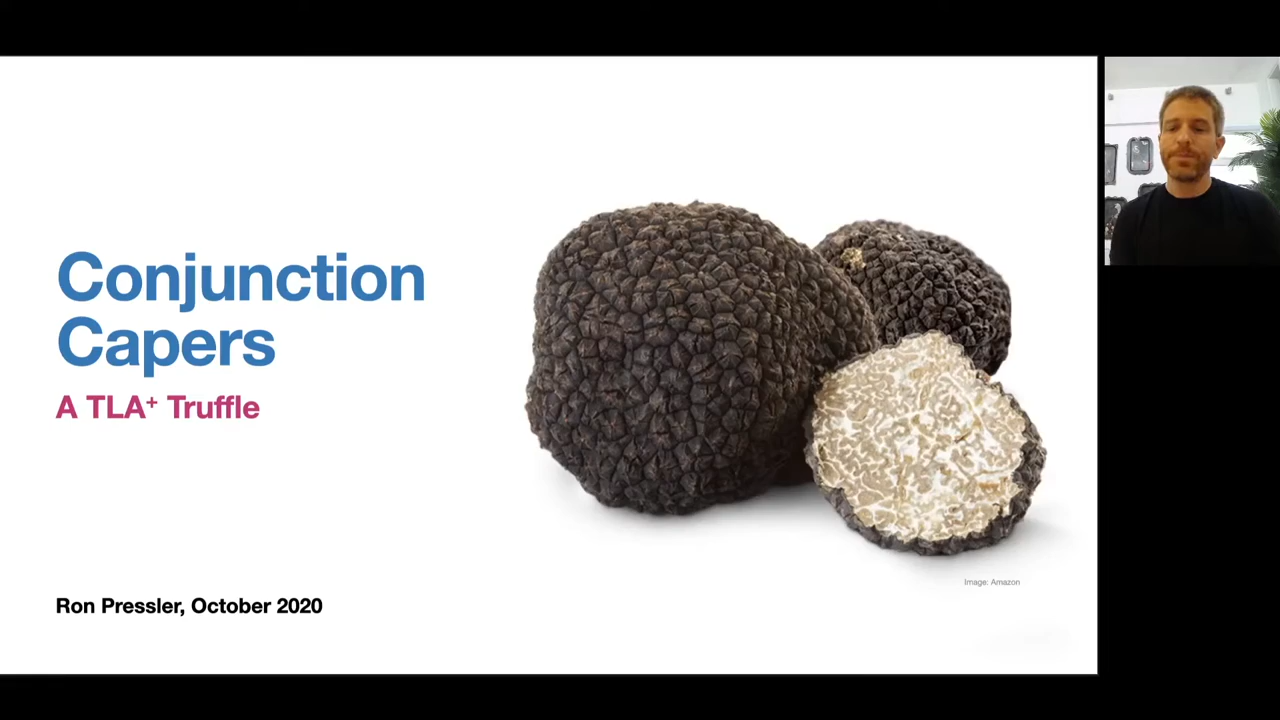 Conjunction
Capers
A TLA⁺ Truffle
Image: Amazon
Ron Pressler, October 2020